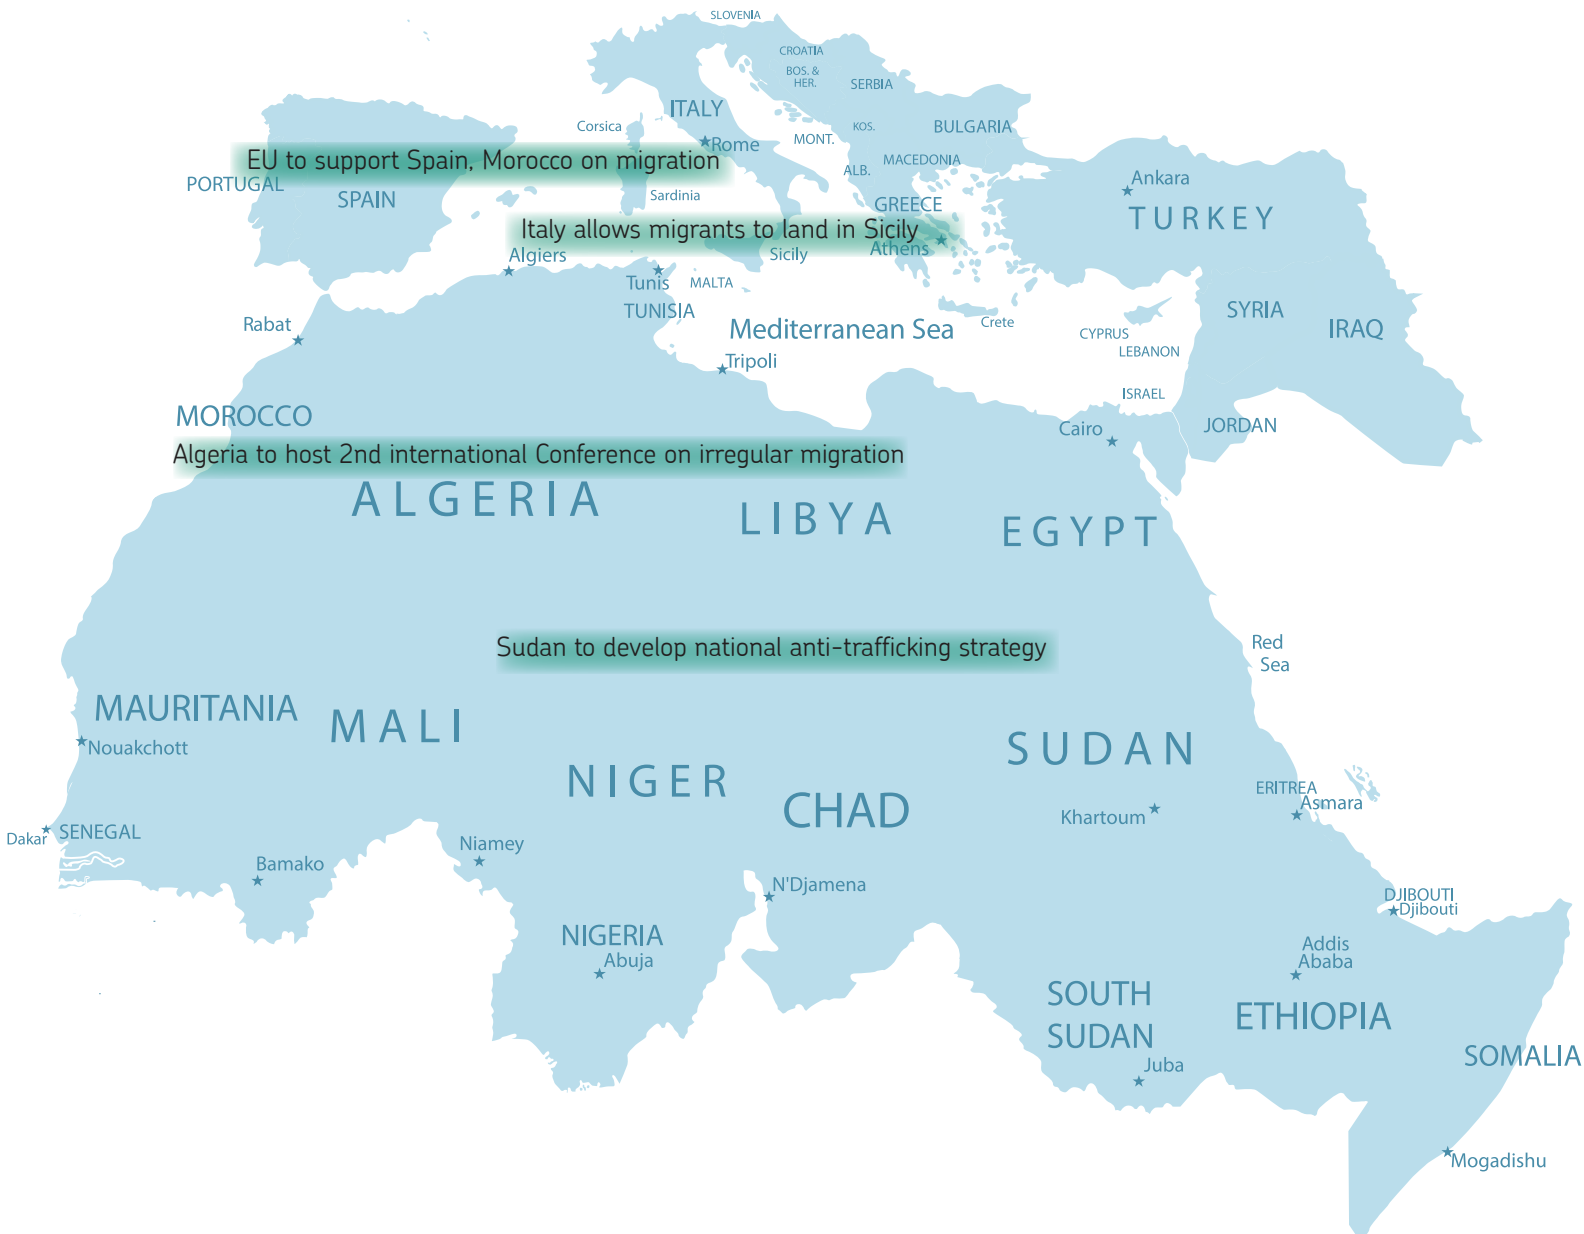 SLOVENIA
CROATIA
BOS. &
HER.
SERBIA
ITALY
Corsica
KOS.
BULGARIA
MONT.
Rome
EU to support Spain, Morocco on migration
MACEDONIA
ALB.
Ankara
PORTUGAL
SPAIN
Sardinia
GREECE
TURKEY
Italy allows migrants to land in Sicily
Athens
Algiers
Sicily
Tunis
MALTA
TUNISIA
SYRIA
Rabat
Mediterranean Sea
Crete
IRAQ
CYPRUS
LEBANON
Tripoli
ISRAEL
MOROCCO
Cairo
JORDAN
Algeria to host 2nd international Conference on irregular migration
ALGERIA
LIBYA
EGYPT
Sudan to develop national anti-trafficking strategy
Red
Sea
MAURITANIA
MALI
Nouakchott
SUDAN
NIGER
ERITREA
Asmara
CHAD
Khartoum
Dakar
SENEGAL
Niamey
Bamako
N'Djamena
DJIBOUTI
Djibouti
NIGERIA
Abuja
Addis
Ababa
SOUTH
SUDAN
ETHIOPIA
SOMALIA
Juba
Mogadishu